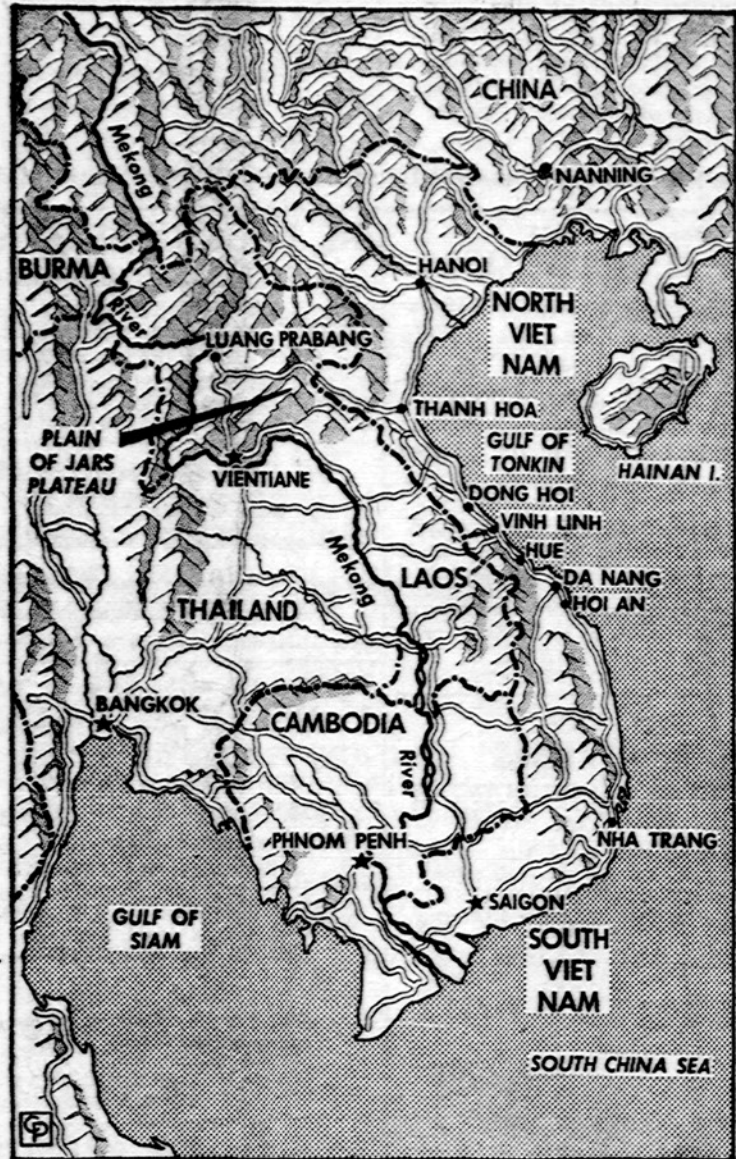 CHINA
Mekong
NANNING
BURMA
HANOI
River
NORTH
VIET
NAM
LUANG PRABANG
THANH HOA
PLAIN
OF JARS
PLATEAU
GULF OF
TONKIN
HAINAN I.
VIENTIANE
DONG HOI
VINH LINH
Mekong
HUE
LAOS
DA NANG
THAILAND
HOI AN
BANGKOK
CAMBODIA
River
PHNOM PENH
NHA TRANG
SAIGON
GULF OF
SIAM
SOUTH
VIET
NAM
SOUTH CHINA SEA
CP